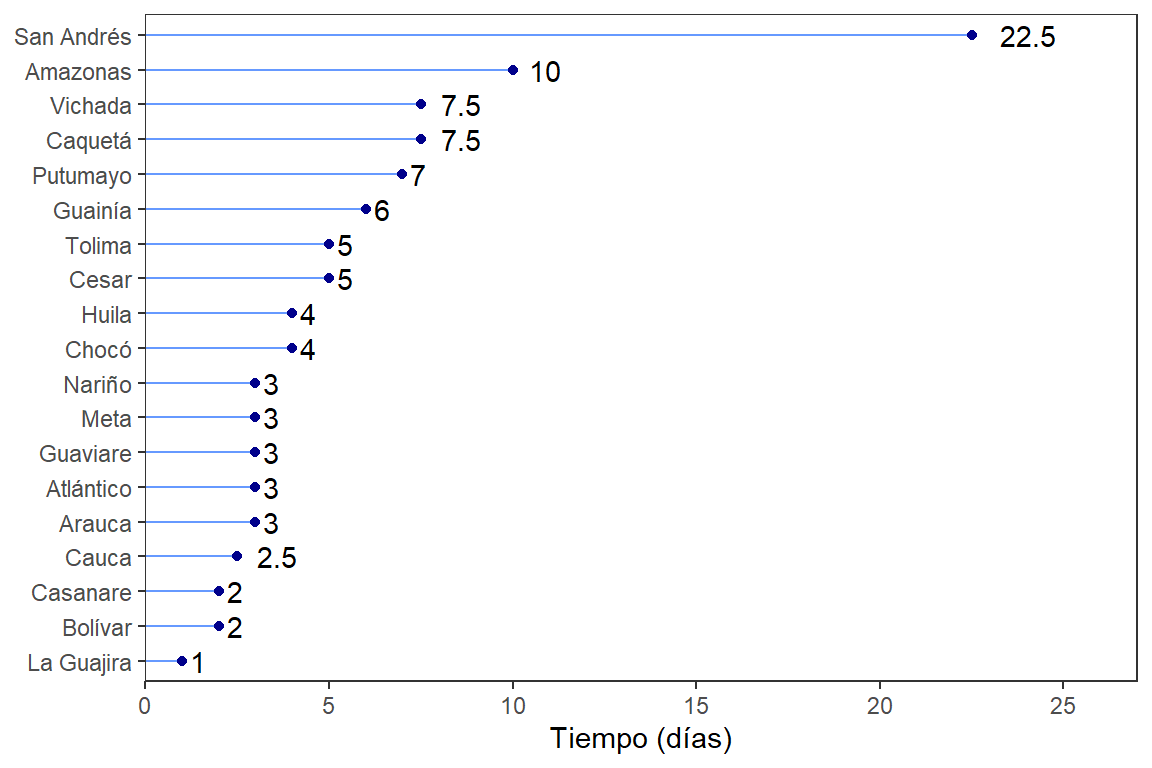 San Andrés 22.5
Amazonas 10
Vichada 7.5
Caquetá 7.5
Putumayo 7
Guainía 6
Tolima 5
Cesar 5
Huila 4
Chocó 4
Nariño 3
Meta 3
Guaviare 3
Atlántico 3
Arauca 3
Cauca 2.5
Casanare 2
Bolívar 2
La Guajira 1
0 5 10 15 20 25
Tiempo (días)